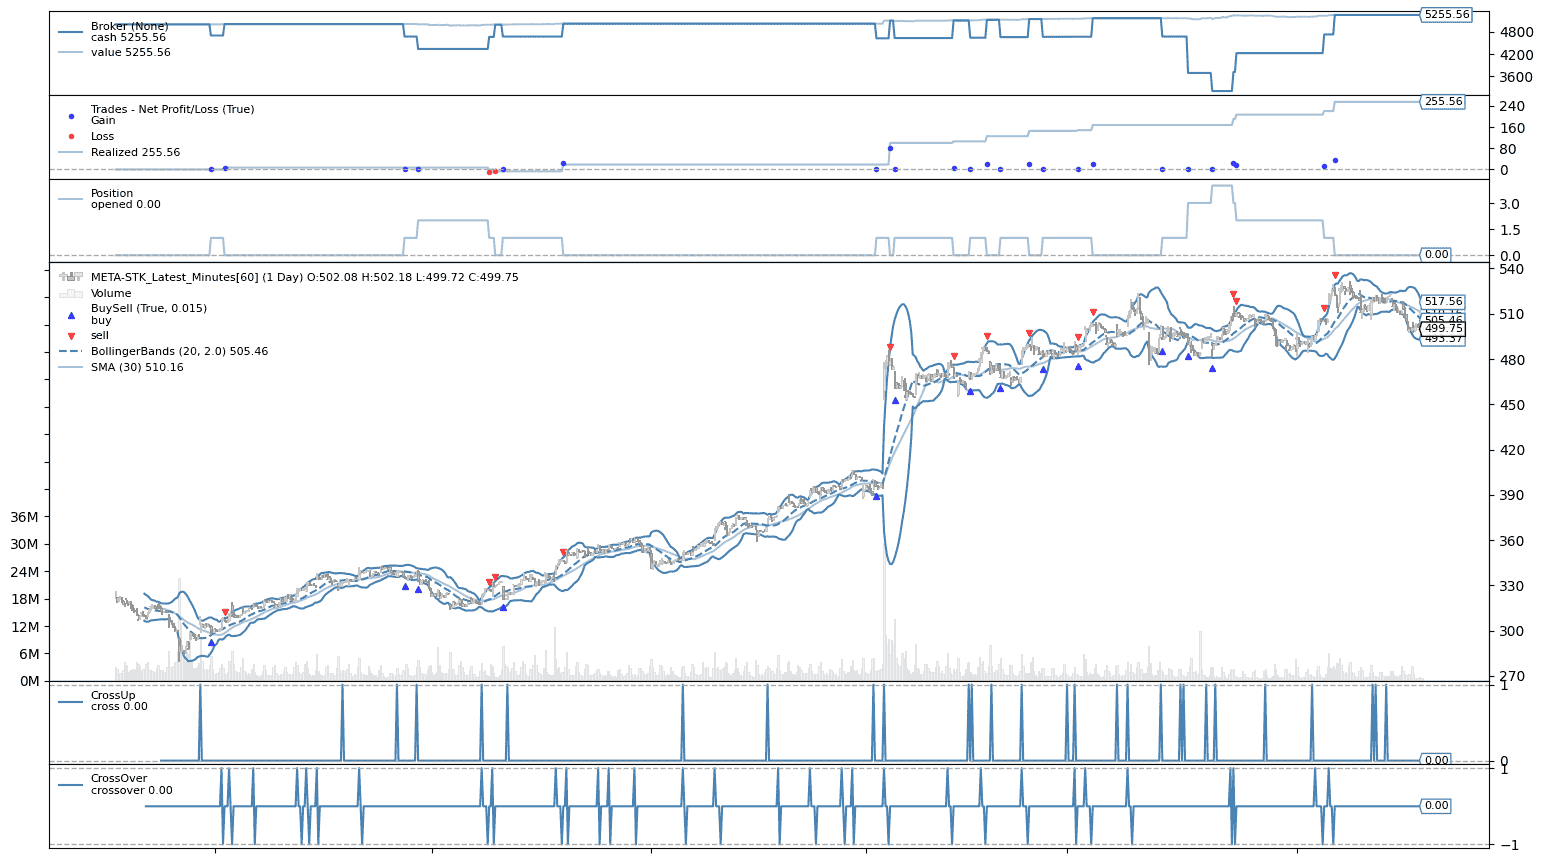 Broker (None)
cash 5255.56
value 5255.56
5255.56
4800
4200
3600
Trades - Net Profit/Loss (True)
Gain
Loss
Realized 255.56
255.56
240
160
80
0
Position
opened 0.00
3.0
1.5
0.0
0.00
META-STK_Latest_Minutes[60] (1 Day) O:502.08 H:502.18 L:499.72 C:499.75
Volume
BuySell (True, 0.015)
buy
sell
BollingerBands (20, 2.0) 505.46
SMA (30) 510.16
540
517.56
510
505.46
499.75
493.37
480
450
420
390
360
330
300
270
36M
30M
24M
18M
12M
6M
0M
CrossUp
cross 0.00
1
0.00
0
CrossOver
crossover 0.00
1
0.00
−1